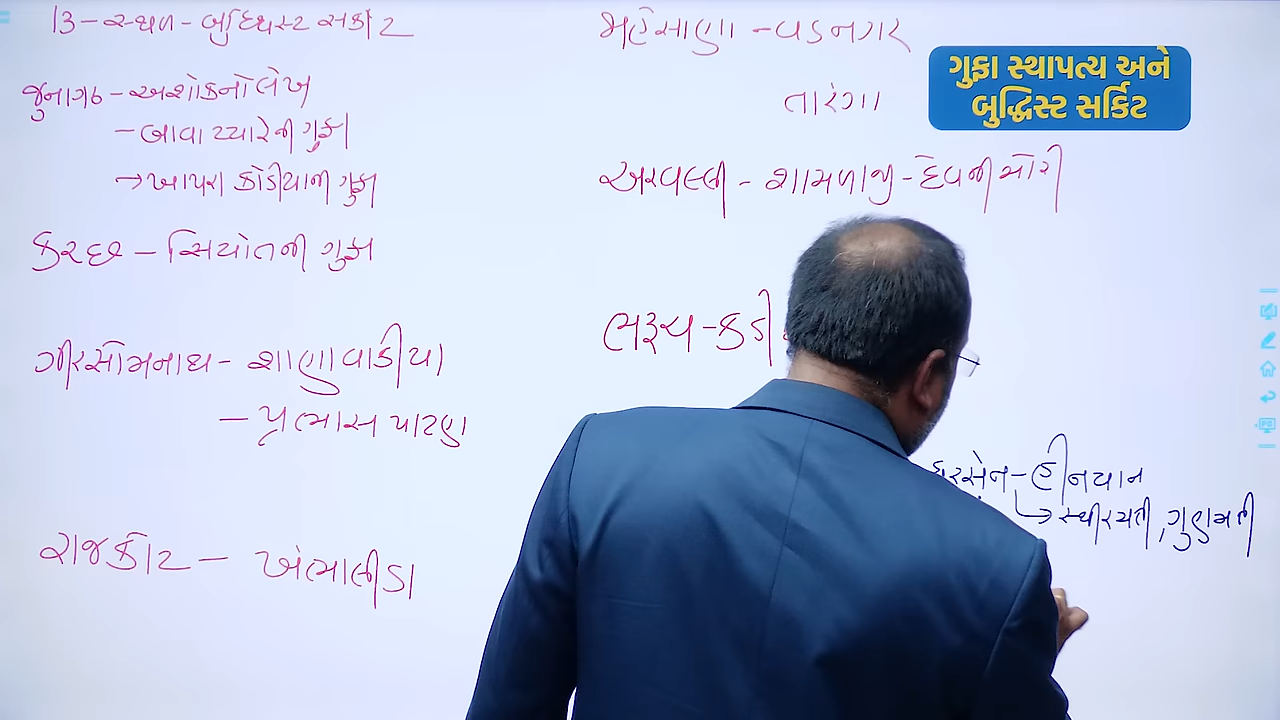 13 - સ્થળ - બુધ્ધિસ્ટ સર્કીટ
જુનાગઢ - અશોકનો લેખ
- બાવા પ્યારેની ગુફા
→ ખાપરા કોડીયાની ગુફા
કચ્છ - સિયોતની ગુફા
ગીરસોમનાથ - શાણાવાકીયા
- પ્રભાસ પાટણ
રાજકોટ - ખંભાલીડા
મહેસાણા - વડનગર
તારંગા
ગુફા સ્થાપત્ય અને
બુદ્ધિસ્ટ સર્કિટ
અરવલ્લી - શામળાજી - દેવની મોરી
ભરૂચ - કડી
ધરસેન - હીનયાન
→ સ્થીરમતી, ગુણમતી